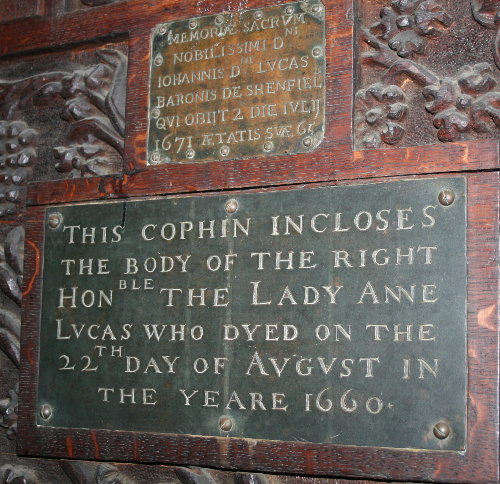 MEMORIÆ SACRVM
NOBILISSIMI DNI
IOHANNIS DNI LVCAS
BARONIS DE SHENFIEL
QVI OBIJT 2 DIE IVLIJ
1671 ÆTATIS SVÆ 65
THIS COPHIN INCLOSES
THE BODY OF THE RIGHT
HONBLE THE LADY ANNE
LVCAS WHO DYED ON THE
22TH DAY OF AVGVST IN
THE YEARE 1660